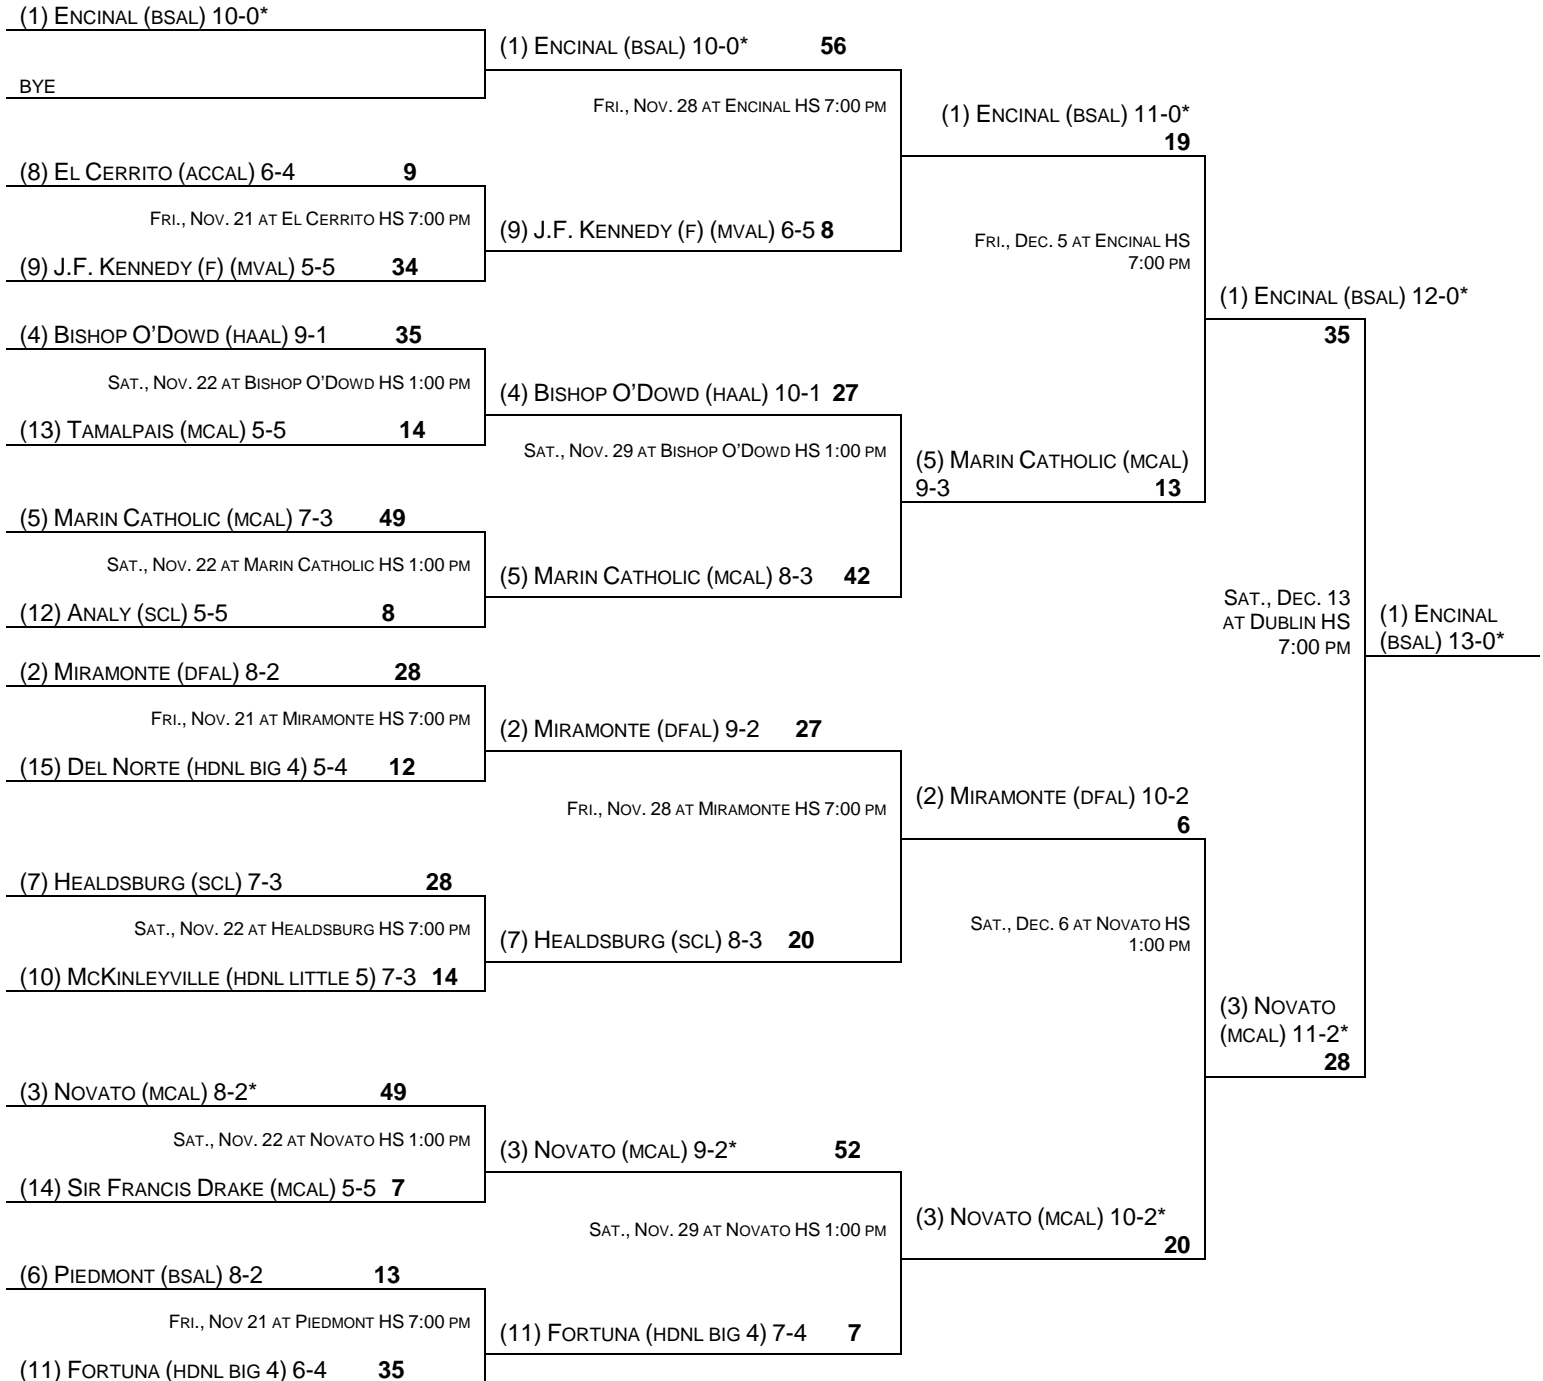 (1) ENCINAL (BSAL) 10-0*
BYE
(8) EL CERRITO (ACCAL) 6-4 9
FRI., NOV. 21 AT EL CERRITO HS 7:00 PM
(9) J.F. KENNEDY (F) (MVAL) 5-5 34
(4) BISHOP O'DOWD (HAAL) 9-1 35
SAT., NOV. 22 AT BISHOP O'DOWD HS 1:00 PM
(13) TAMALPAIS (MCAL) 5-5 14
(5) MARIN CATHOLIC (MCAL) 7-3 49
SAT., NOV. 22 AT MARIN CATHOLIC HS 1:00 PM
(12) ANALY (SCL) 5-5 8
(2) MIRAMONTE (DFAL) 8-2 28
FRI., NOV. 21 AT MIRAMONTE HS 7:00 PM
(15) DEL NORTE (HDNL BIG 4) 5-4 12
(7) HEALDSBURG (SCL) 7-3 28
SAT., NOV. 22 AT HEALDSBURG HS 7:00 PM
(10) MCKINLEYVILLE (HDNL LITTLE 5) 7-3 14
(3) NOVATO (MCAL) 8-2* 49
SAT., NOV. 22 AT NOVATO HS 1:00 PM
(14) SIR FRANCIS DRAKE (MCAL) 5-5 7
(6) PIEDMONT (BSAL) 8-2 13
FRI., NOV 21 AT PIEDMONT HS 7:00 PM
(11) FORTUNA (HDNL BIG 4) 6-4 35
(1) ENCINAL (BSAL) 10-0* 56
FRI., NOV. 28 AT ENCINAL HS 7:00 PM
(9) J.F. KENNEDY (F) (MVAL) 6-5 8
(4) BISHOP O'DOWD (HAAL) 10-1 27
SAT., NOV. 29 AT BISHOP O'DOWD HS 1:00 PM
(5) MARIN CATHOLIC (MCAL) 8-3 42
(2) MIRAMONTE (DFAL) 9-2 27
FRI., NOV. 28 AT MIRAMONTE HS 7:00 PM
(7) HEALDSBURG (SCL) 8-3 20
(3) NOVATO (MCAL) 9-2* 52
SAT., NOV. 29 AT NOVATO HS 1:00 PM
(11) FORTUNA (HDNL BIG 4) 7-4 7
(1) ENCINAL (BSAL) 11-0*
19
FRI., DEC. 5 AT ENCINAL HS
7:00 PM
(5) MARIN CATHOLIC (MCAL)
9-3 13
(2) MIRAMONTE (DFAL) 10-2
6
SAT., DEC. 6 AT NOVATO HS
1:00 PM
(3) NOVATO (MCAL) 10-2*
20
(1) ENCINAL (BSAL) 12-0*
35
SAT., DEC. 13
AT DUBLIN HS
7:00 PM
(3) NOVATO
(MCAL) 11-2*
28
(1) ENCINAL
(BSAL) 13-0*